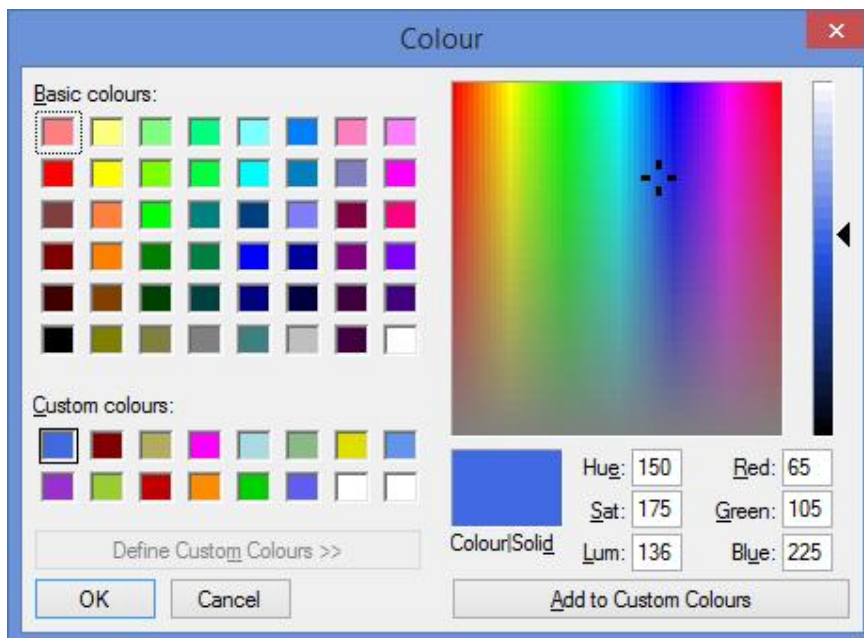 Colour
Basic colours:
Custom colours:
Define Custom Colours >>
OK Cancel
Colour|Solid
Hue: 150 Red: 65
Sat: 175 Green: 105
Lum: 136 Blue: 225
Add to Custom Colours